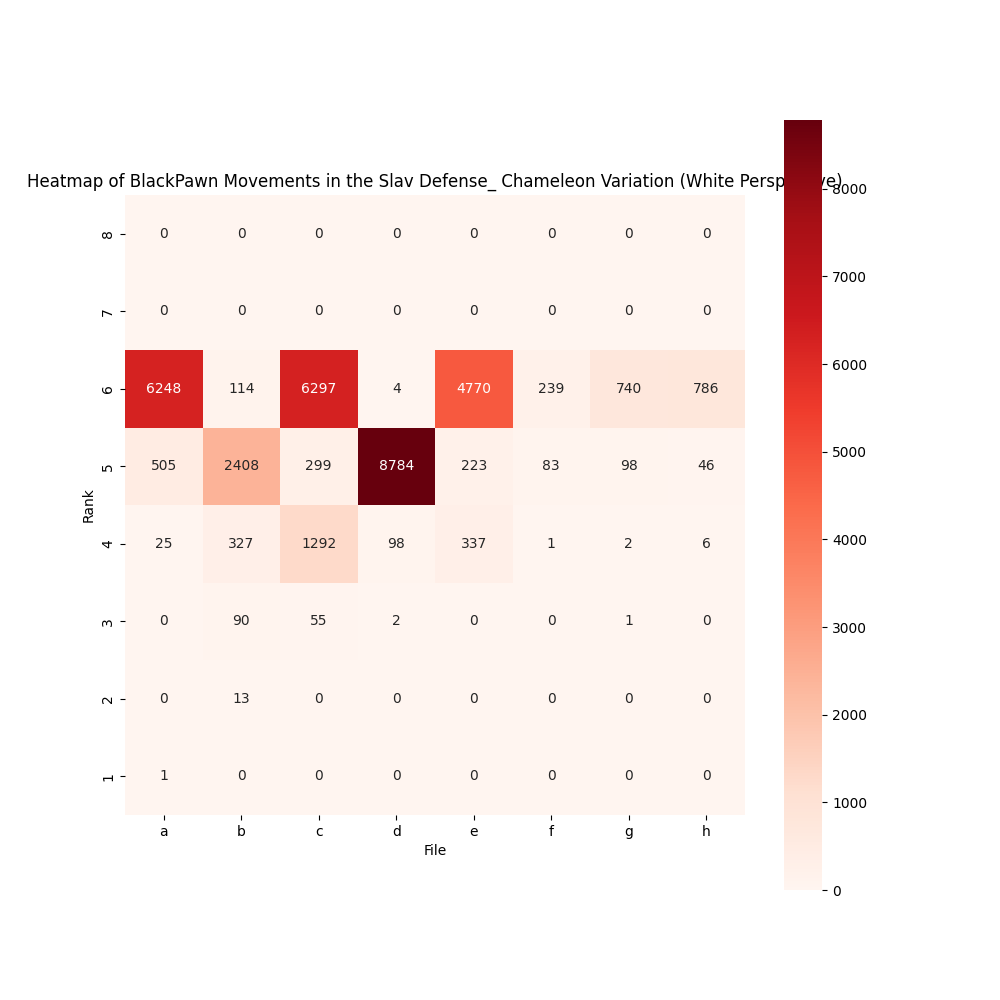 Heatmap of BlackPawn Movements in the Slav Defense_ Chameleon Variation (White Perspective)
8 0 0 0 0 0 0 0 0
7 0 0 0 0 0 0 0 0
6 6248 114 6297 4 4770 239 740 786
5 505 2408 299 8784 223 83 98 46
4 25 327 1292 98 337 1 2 6
3 0 90 55 2 0 0 1 0
2 0 13 0 0 0 0 0 0
1 1 0 0 0 0 0 0 0
Rank
a b c d e f g h
File
8000
7000
6000
5000
4000
3000
2000
1000
0